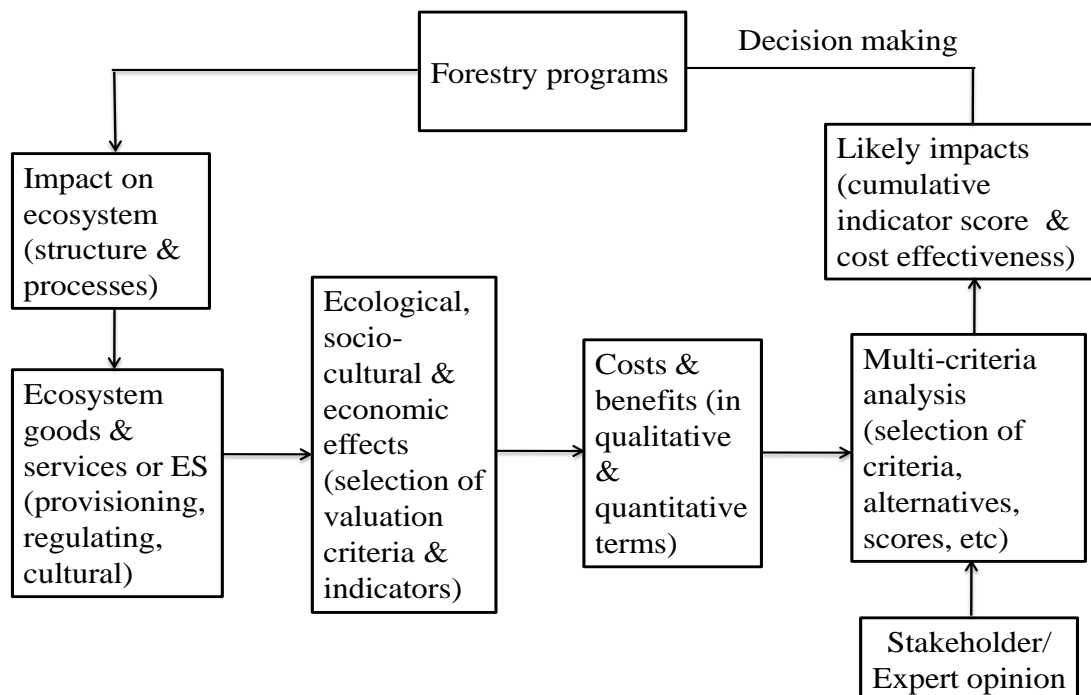 Forestry programs
Decision making
Impact on
ecosystem
(structure &
processes)
Ecosystem
goods &
services or ES
(provisioning,
regulating,
cultural)
Ecological,
socio-
cultural &
economic
effects
(selection of
valuation
criteria &
indicators)
Costs &
benefits (in
qualitative
&
quantitative
terms)
Multi-criteria
analysis
(selection of
criteria,
alternatives,
scores, etc)
Likely impacts
(cumulative
indicator score &
cost effectiveness)
Stakeholder/
Expert opinion